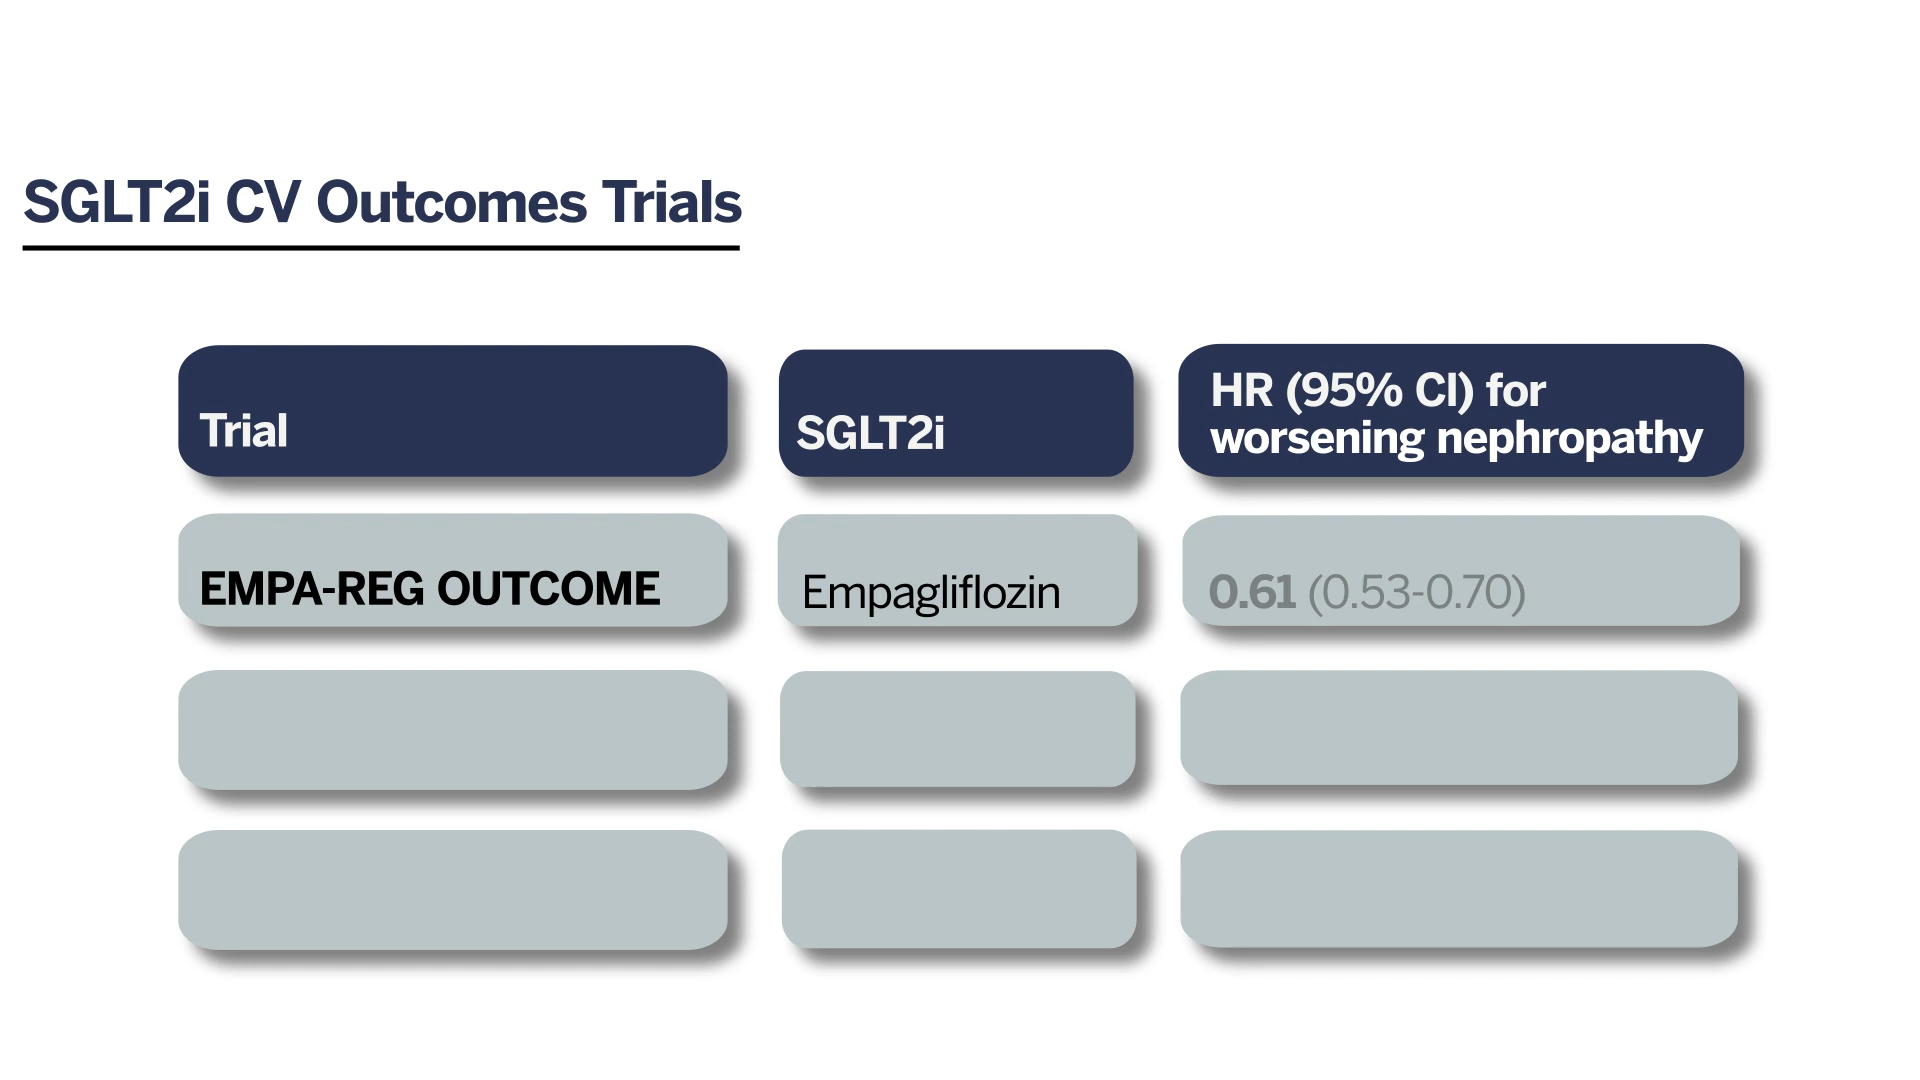 SGLT2i CV Outcomes Trials
Trial
SGLT2i
HR (95% CI) for
worsening nephropathy
EMPA-REG OUTCOME
Empagliflozin
0.61 (0.53-0.70)